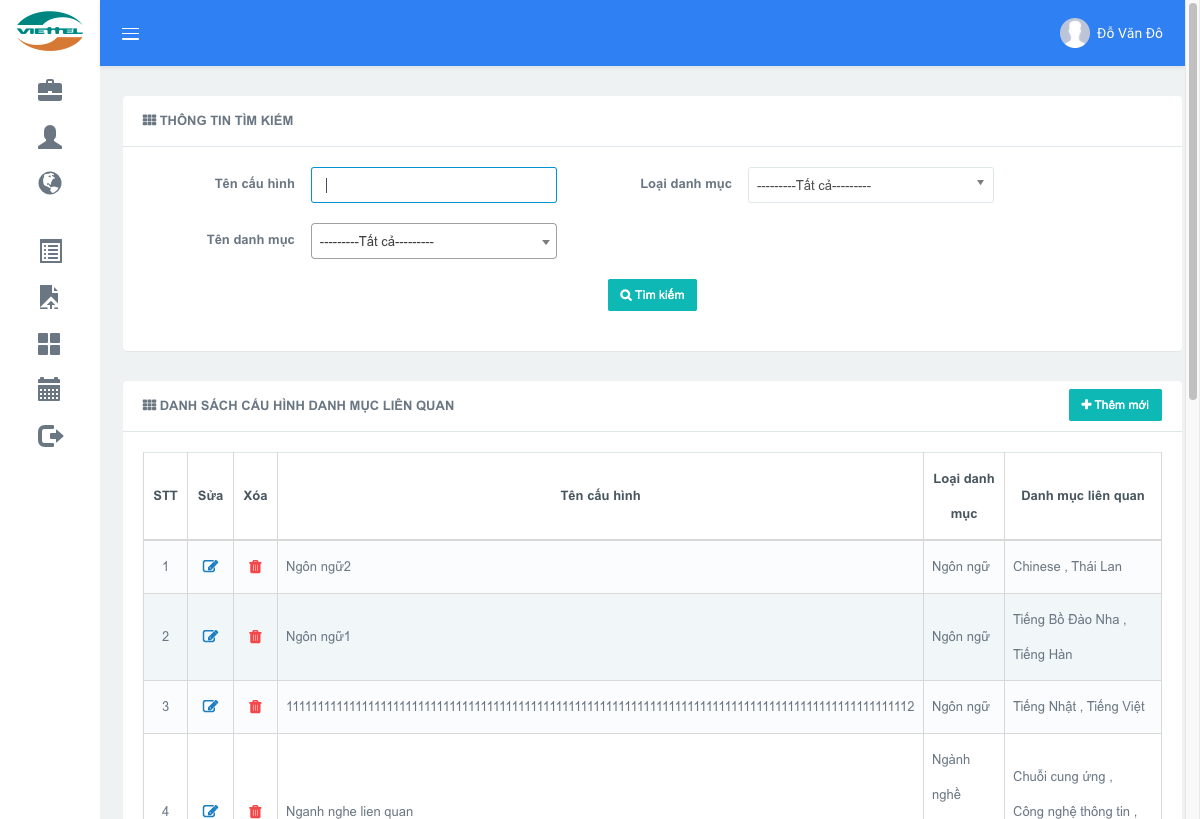 VIETTEL
Đỗ Văn Đô
THÔNG TIN TÌM KIẾM
Tên cấu hình
Loại danh mục
---------Tất cả---------
Tên danh mục
---------Tất cả---------
Tìm kiếm
DANH SÁCH CẤU HÌNH DANH MỤC LIÊN QUAN
Thêm mới
STT Sửa Xóa Tên cấu hình Loại danh mục Danh mục liên quan
1 Ngôn ngữ2 Ngôn ngữ Chinese , Thái Lan
2 Ngôn ngữ1 Ngôn ngữ Tiếng Bồ Đào Nha ,
Tiếng Hàn
3 Ngôn ngữ Tiếng Nhật , Tiếng Việt
4 Nganh nghe lien quan Ngành
nghề
Chuỗi cung ứng ,
Công nghệ thông tin ,